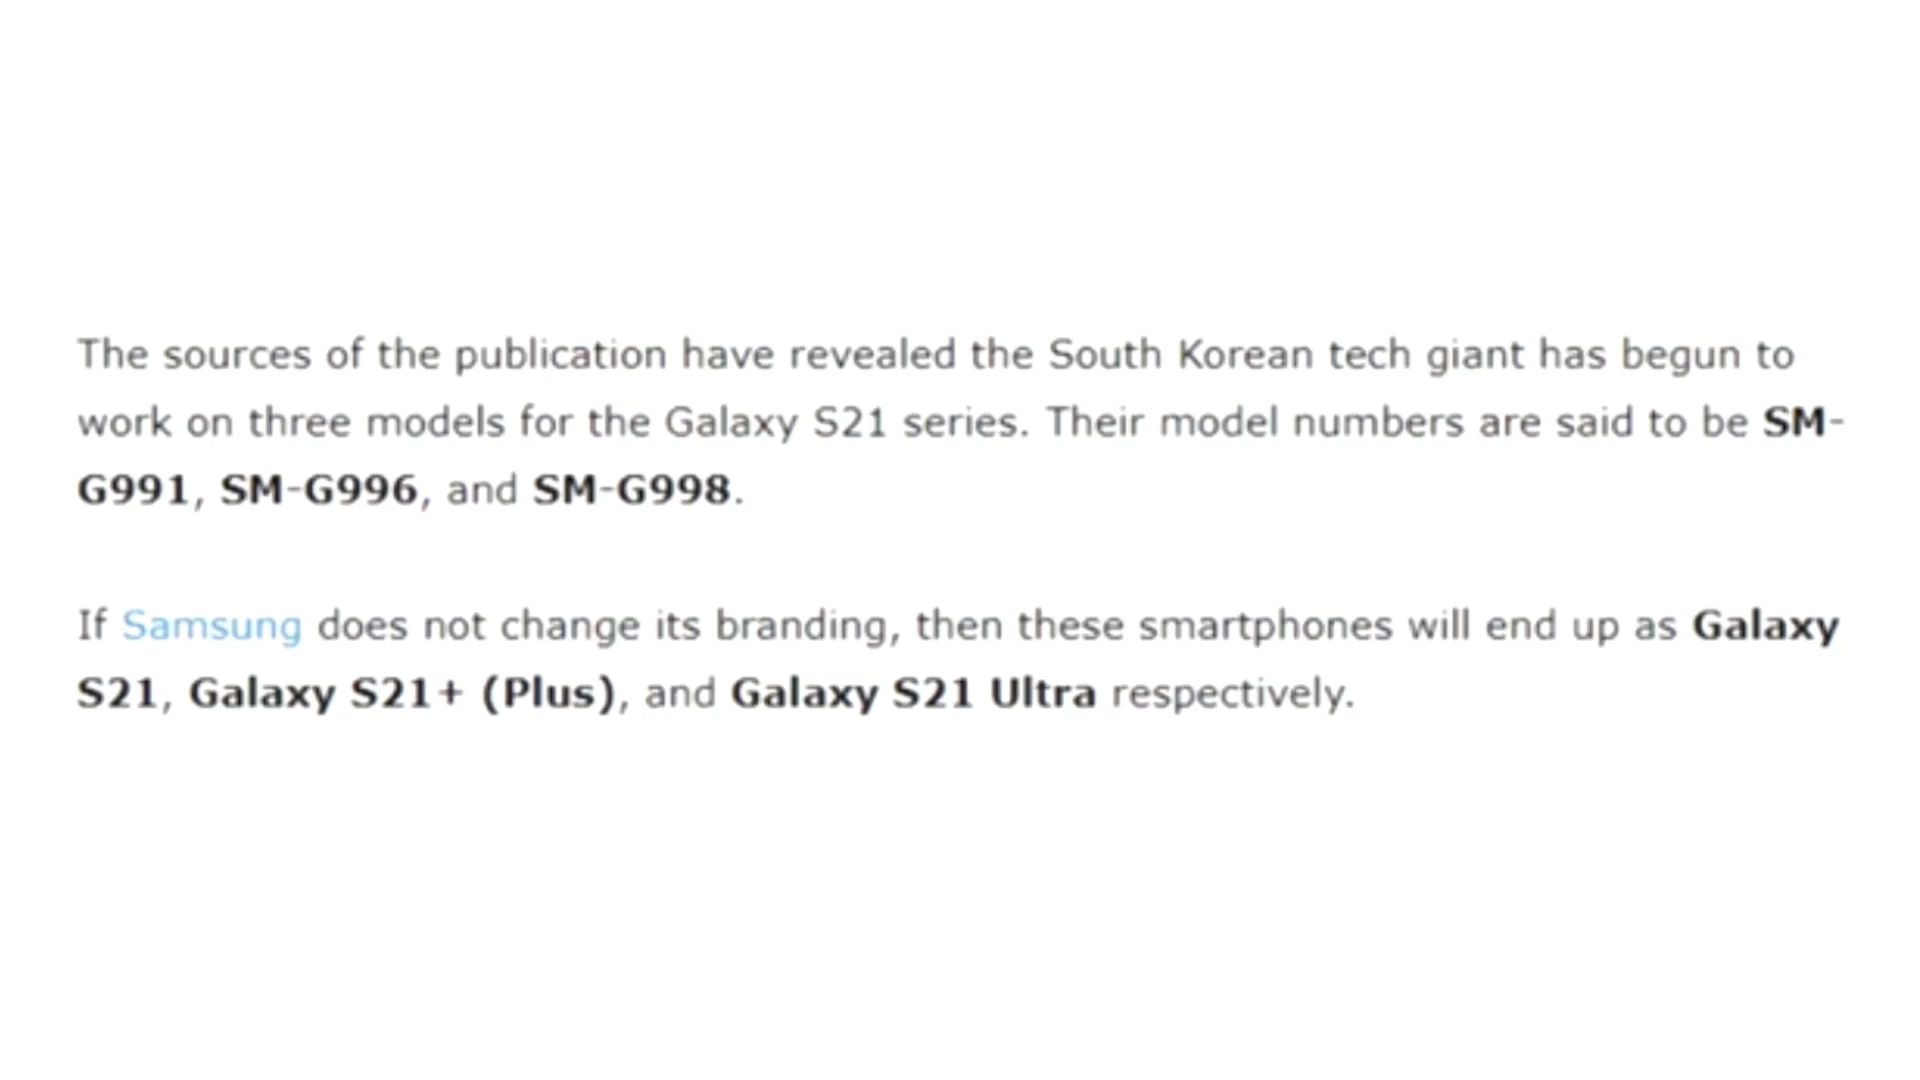 The sources of the publication have revealed the South Korean tech giant has begun to
work on three models for the Galaxy S21 series. Their model numbers are said to be SM-
G991, SM-G996, and SM-G998.
If Samsung does not change its branding, then these smartphones will end up as Galaxy
S21, Galaxy S21+ (Plus), and Galaxy S21 Ultra respectively.